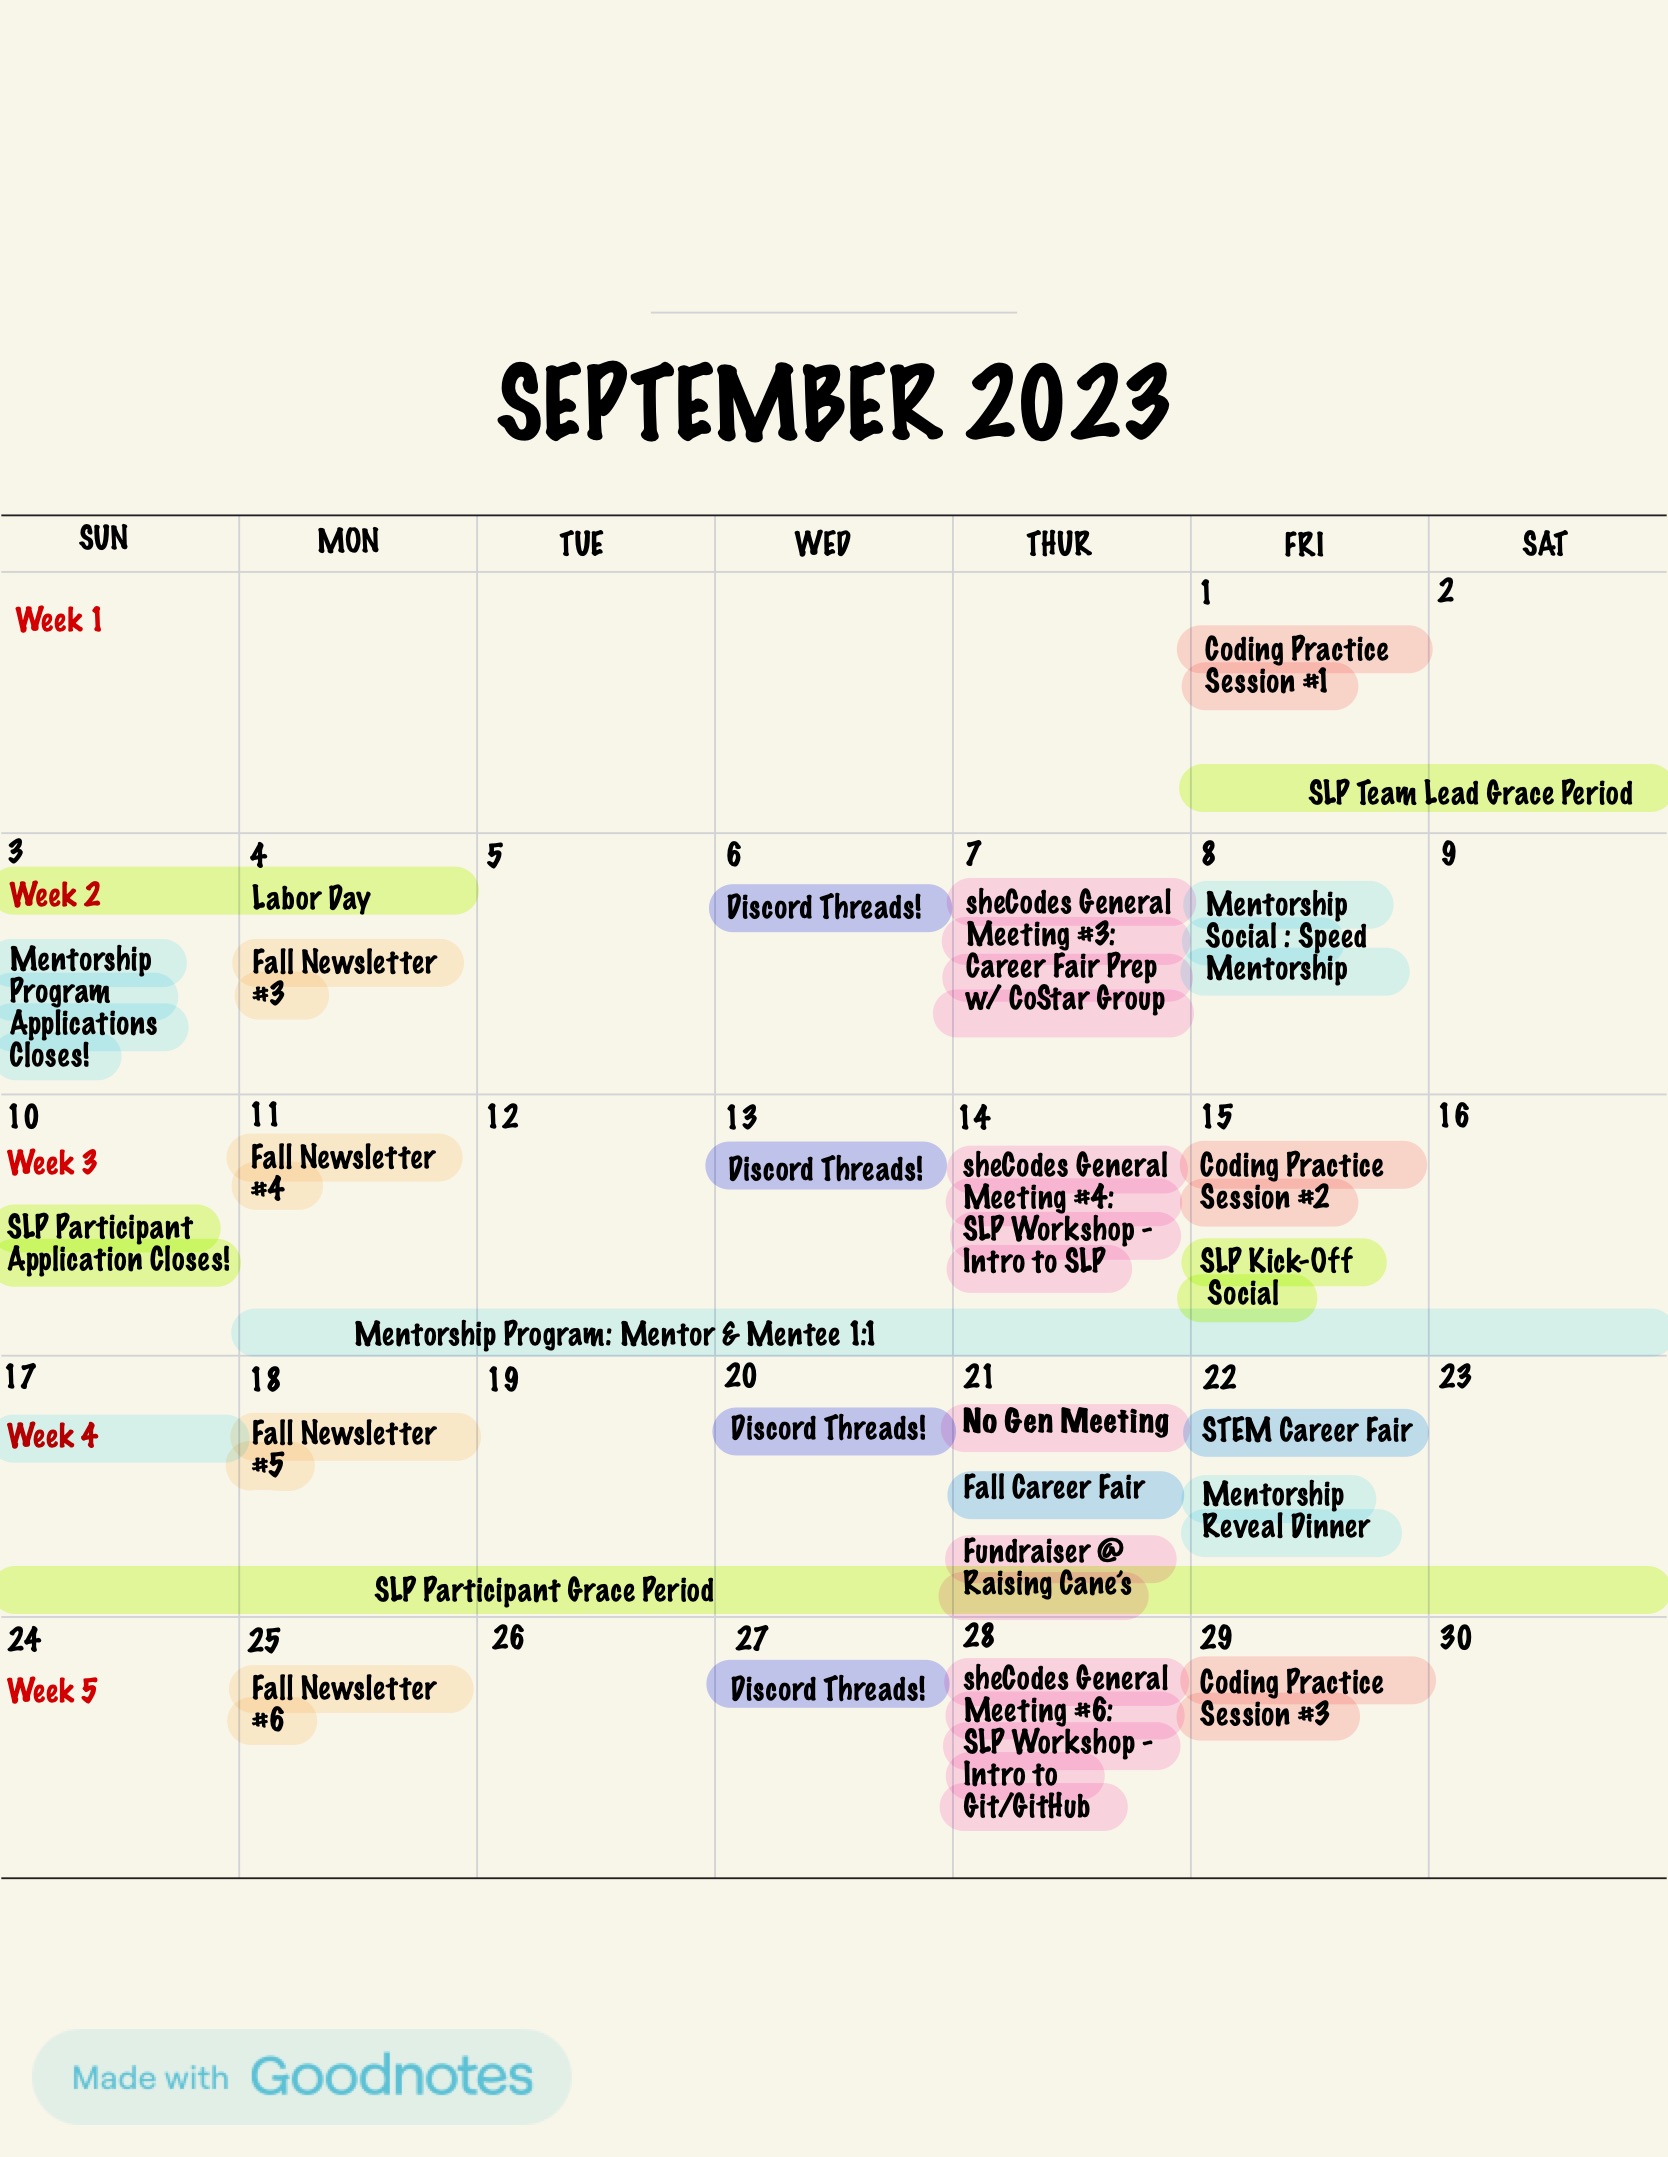 SEPTEMBER 2023
SUN MON TUE WED THUR FRI SAT
Week 1
1
Coding Practice
Session #1
2
SLP Team Lead Grace Period
3
Week 2
Mentorship
Program
Applications
Closes!
4
Labor Day
Fall Newsletter
#3
5
6
Discord Threads!
7
sheCodes General
Meeting #3:
Career Fair Prep
w/ CoStar Group
8
Mentorship
Social : Speed
Mentorship
9
10
Week 3
SLP Participant
Application Closes!
11
Fall Newsletter
#4
12
13
Discord Threads!
14
sheCodes General
Meeting #4:
SLP Workshop -
Intro to SLP
15
Coding Practice
Session #2
SLP Kick-Off
Social
16
Mentorship Program: Mentor & Mentee 1:1
17
Week 4
18
Fall Newsletter
#5
19
20
Discord Threads!
21
No Gen Meeting
Fall Career Fair
Fundraiser @
Raising Cane's
22
STEM Career Fair
Mentorship
Reveal Dinner
23
SLP Participant Grace Period
24
Week 5
25
Fall Newsletter
#6
26
27
Discord Threads!
28
sheCodes General
Meeting #6:
SLP Workshop -
Intro to
Git/GitHub
29
Coding Practice
Session #3
30
Made with Goodnotes